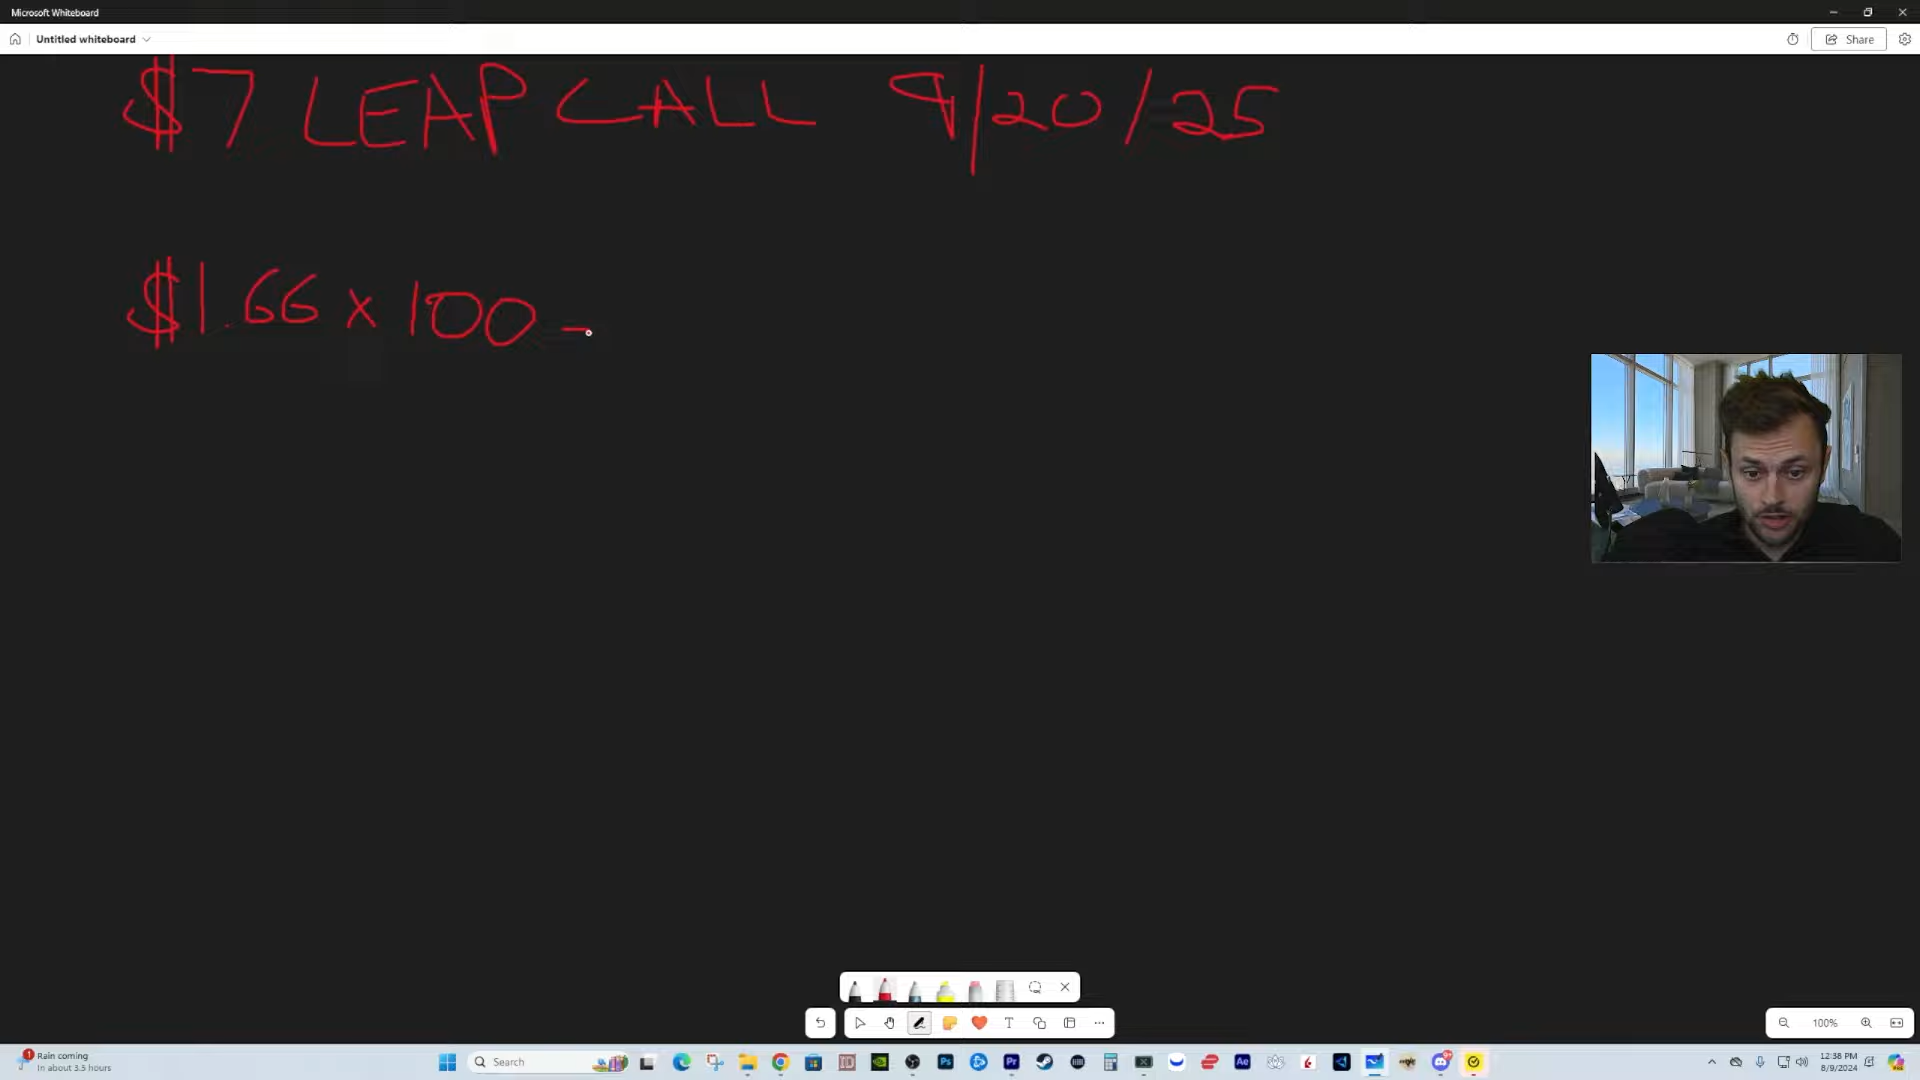 Microsoft Whiteboard
Untitled whiteboard
Share
$7 LEAP CALL 9/20/25
$1.66 x 100 -
100%
Rain coming
In about 3.5 hours
Search
12:38 PM
8/9/2024